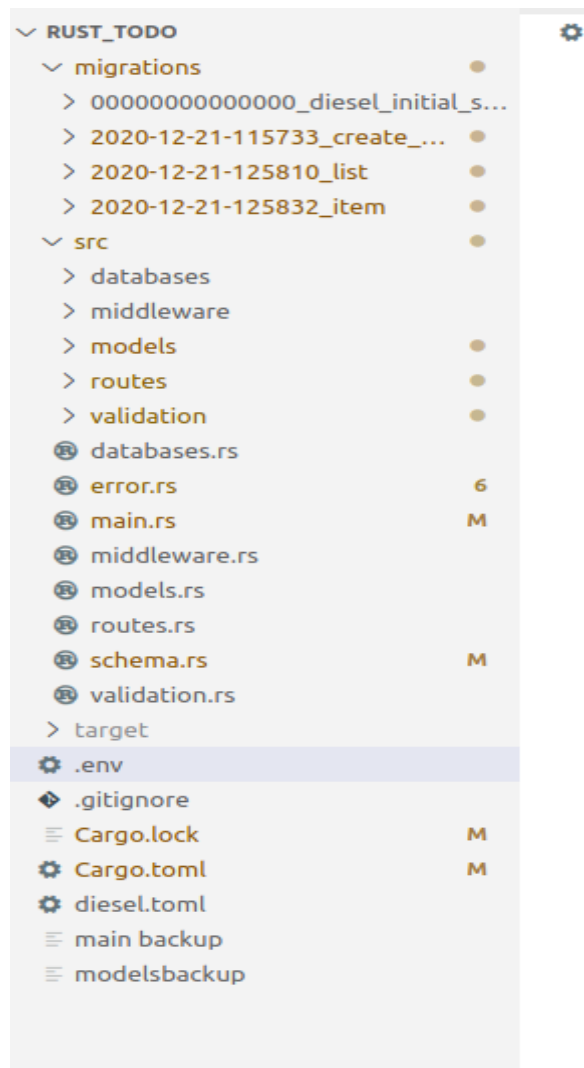 RUST_TODO
migrations
00000000000000_diesel_initial_s...
2020-12-21-115733_create_...
2020-12-21-125810_list
2020-12-21-125832_item
src
databases
middleware
models
routes
validation
databases.rs
error.rs 6
main.rs M
middleware.rs
models.rs
routes.rs
schema.rs M
validation.rs
target
.env
.gitignore
Cargo.lock M
Cargo.toml M
diesel.toml
main backup
modelsbackup